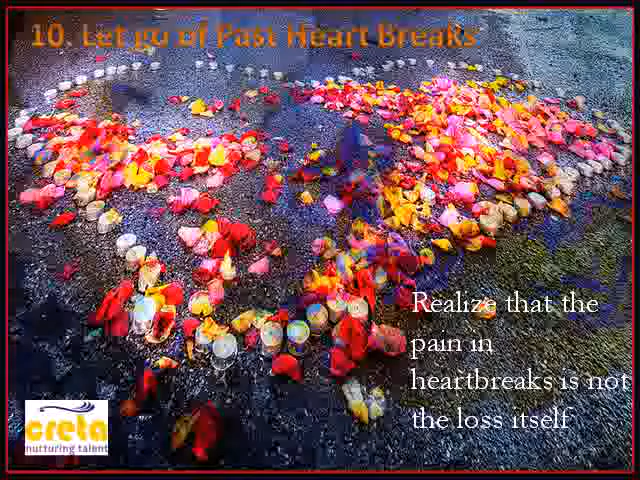 10. Let go of Past Heart Breaks
Realize that the
pain in
heartbreaks is not
the loss itself
creta
nurturing talent